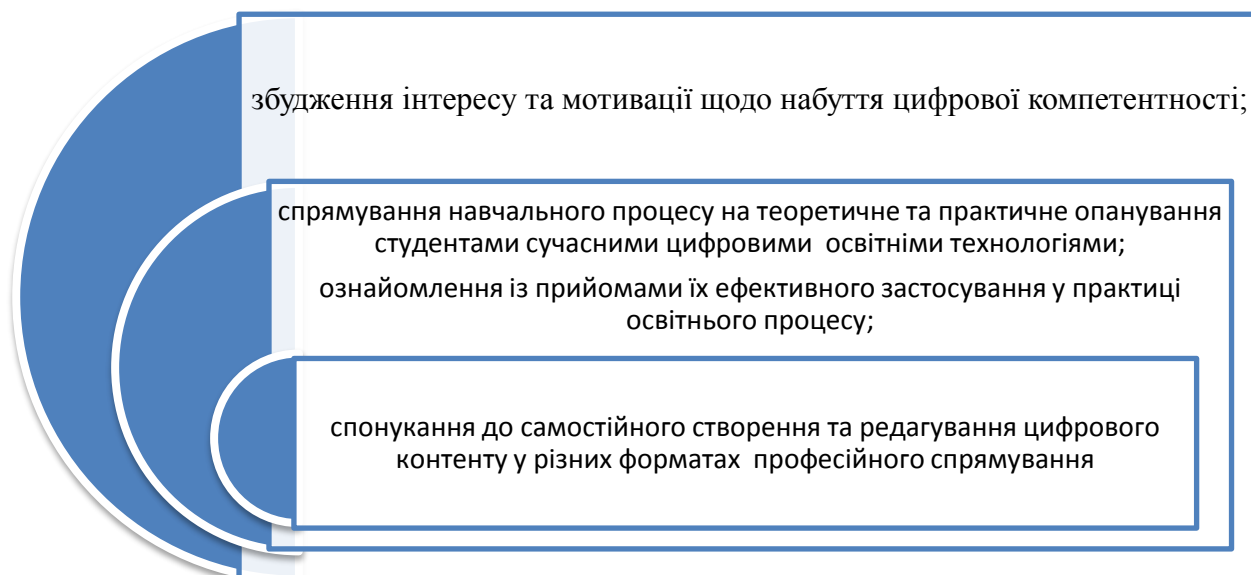 збудження інтересу та мотивації щодо набуття цифрової компетентності;
спрямування навчального процесу на теоретичне та практичне опанування
студентами сучасними цифровими освітніми технологіями;
ознайомлення із прийомами їх ефективного застосування у практиці
освітнього процесу;
спонукання до самостійного створення та редагування цифрового
контенту у різних форматах професійного спрямування